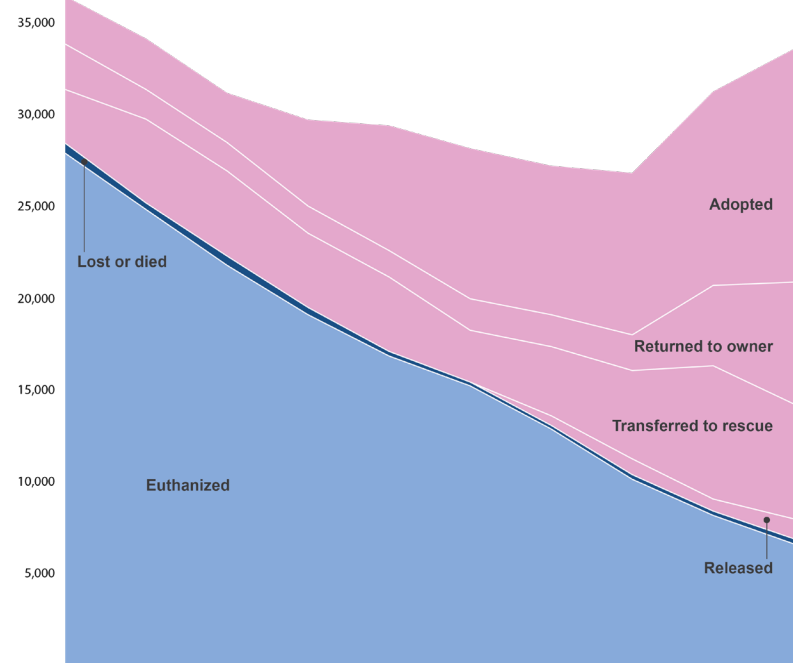 35,000
30,000
25,000
Adopted
Lost or died
20,000
Returned to owner
15,000
Transferred to rescue
10,000
Euthanized
5,000
Released